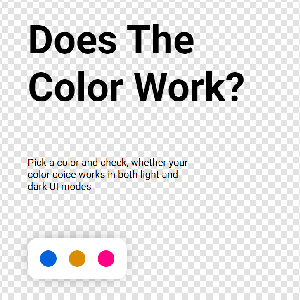 Does The
Color Work?
Pick a color and check, whether your
color coice works in both light and
dark UI modes